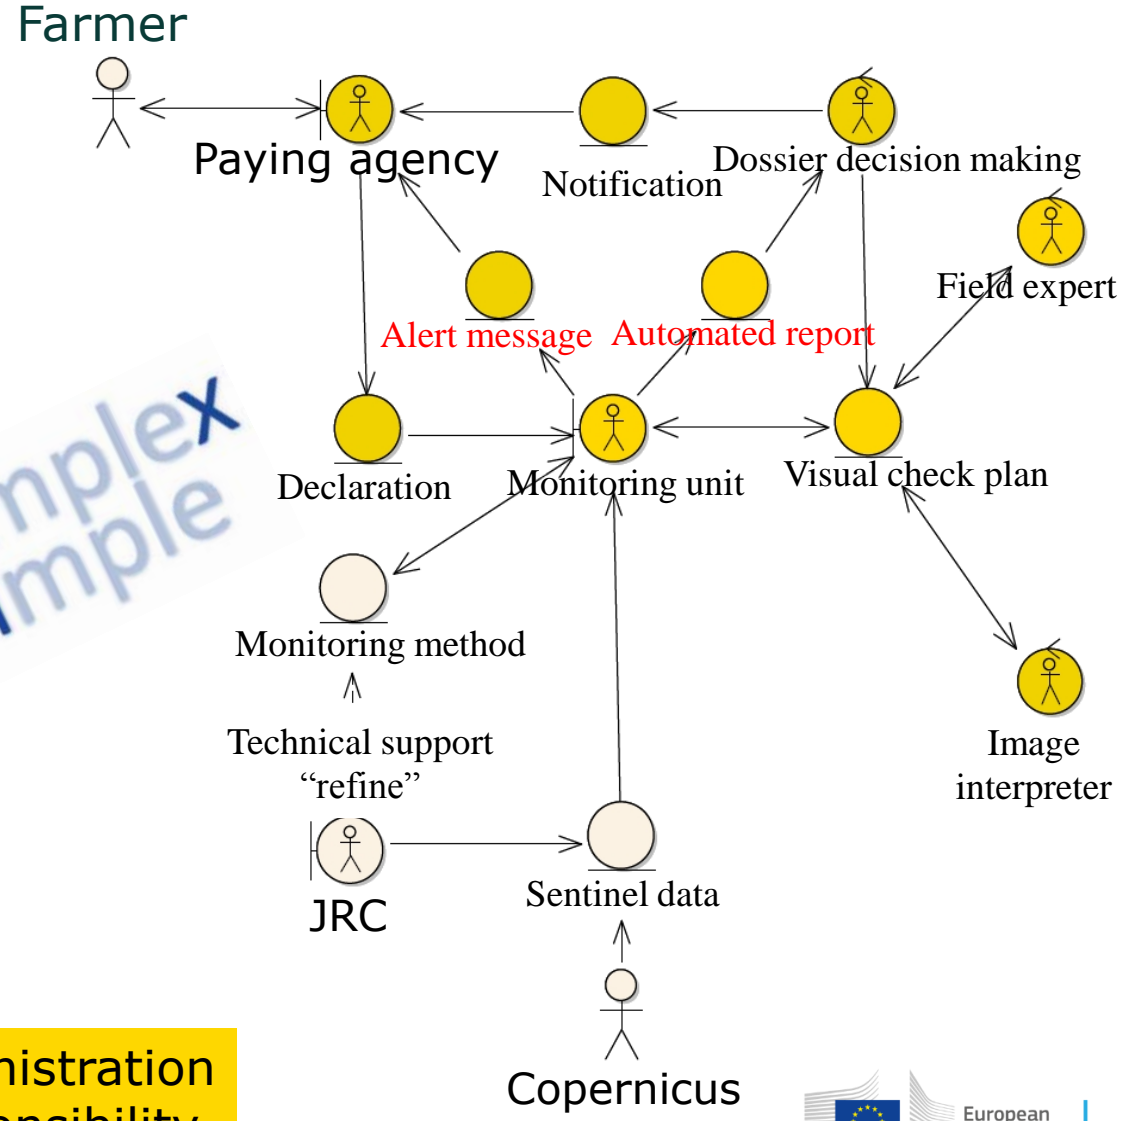 Farmer
Paying agency
Notification
Dossier decision making
Field expert
Alert message
Automated report
Declaration
Monitoring unit
Visual check plan
Monitoring method
Technical support
“refine”
Image
interpreter
JRC
Sentinel data
Copernicus
European